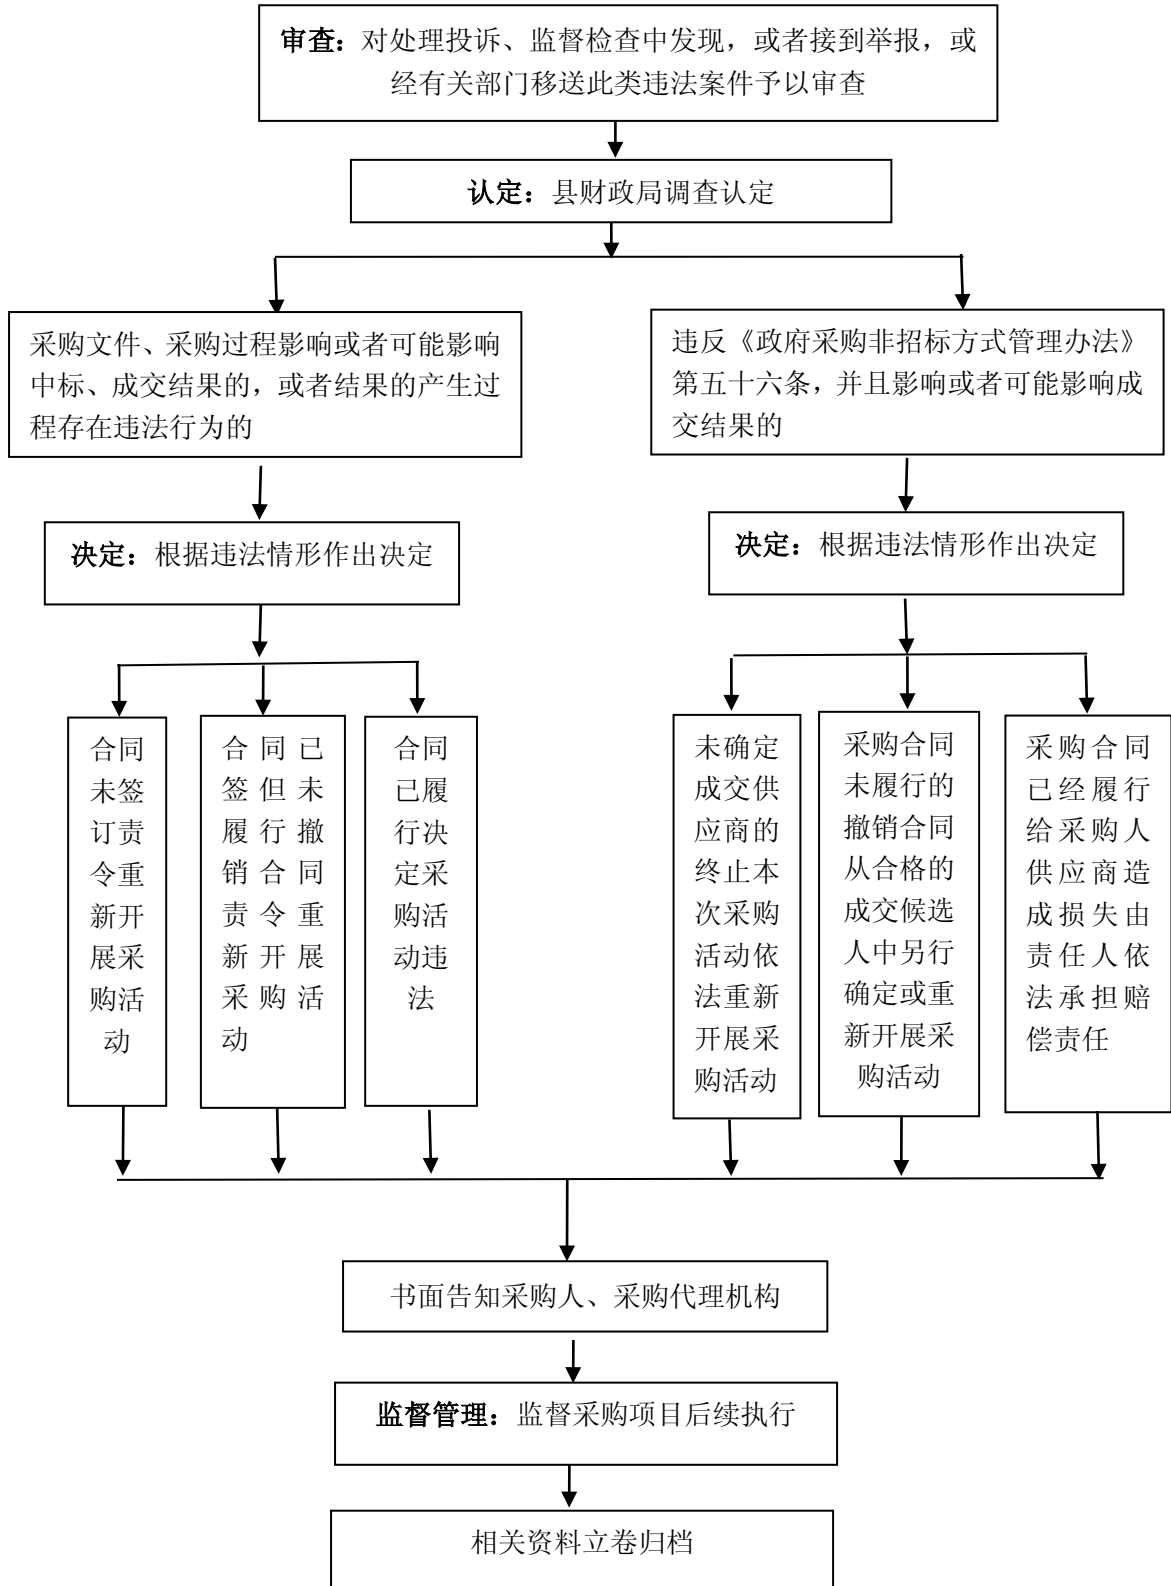 审查：对处理投诉、监督检查中发现，或者接到举报，或
经有关部门移送此类违法案件予以审查
认定：县财政局调查认定
采购文件、采购过程影响或者可能影响
中标、成交结果的，或者结果的产生过
程存在违法行为的
违反《政府采购非招标方式管理办法》
第五十六条，并且影响或者可能影响成
交结果的
决定：根据违法情形作出决定
决定：根据违法情形作出决定
合同
未签
订责
令重
新开
展采
购活
动
合同已
签但未
履行撤
销合同
责令重
新开展
采购活
动
合同
已履
行决
定采
购活
动违
法
未确定
成交供
应商的
终止本
次采购
活动依
法重新
开展采
购活动
采购合同
未履行的
撤销合同
从合格的
成交候选
人中另行
确定或重
新开展采
购活动
采购合同
已经履行
给采购人
供应商造
成损失由
责任人依
法承担赔
偿责任
书面告知采购人、采购代理机构
监督管理：监督采购项目后续执行
相关资料立卷归档